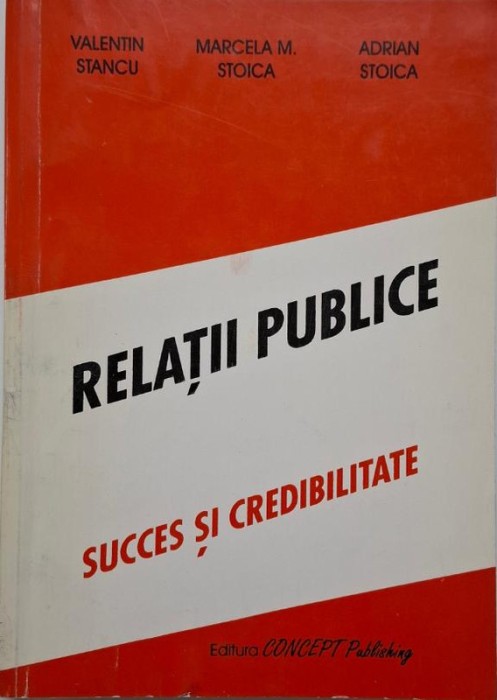 VALENTIN STANCU
MARCELA M. STOICA
ADRIAN STOICA
RELAȚII PUBLICE
SUCCES ȘI CREDIBILITATE
Editura CONCEPT Publishing